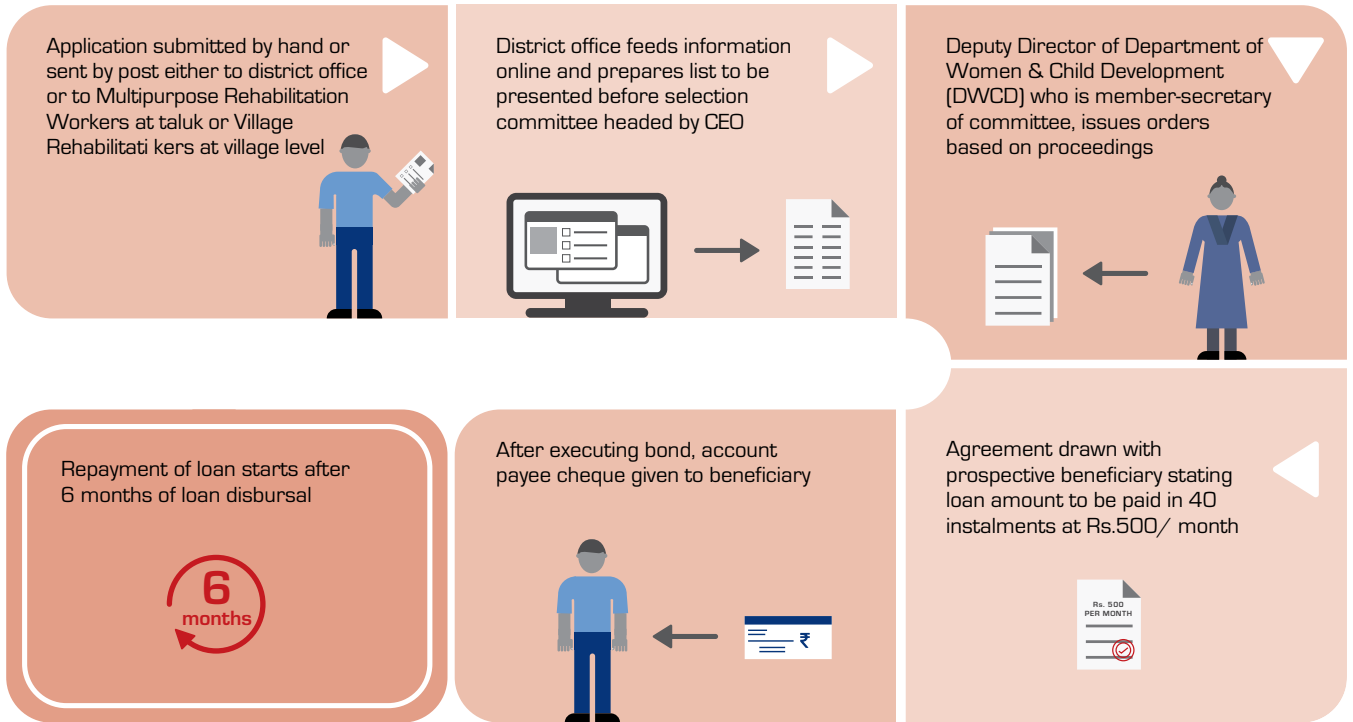 Application submitted by hand or
sent by post either to district office
or to Multipurpose Rehabilitation
Workers at taluk or Village
Rehabilitati kers at village level
District office feeds information
online and prepares list to be
presented before selection
committee headed by CEO
Deputy Director of Department of
Women & Child Development
(DWCD) who is member-secretary
of committee, issues orders
based on proceedings
Agreement drawn with
prospective beneficiary stating
loan amount to be paid in 40
instalments at Rs.500/ month
Rs. 500
PER MONTH
After executing bond, account
payee cheque given to beneficiary
₹
Repayment of loan starts after
6 months of loan disbursal
6
months